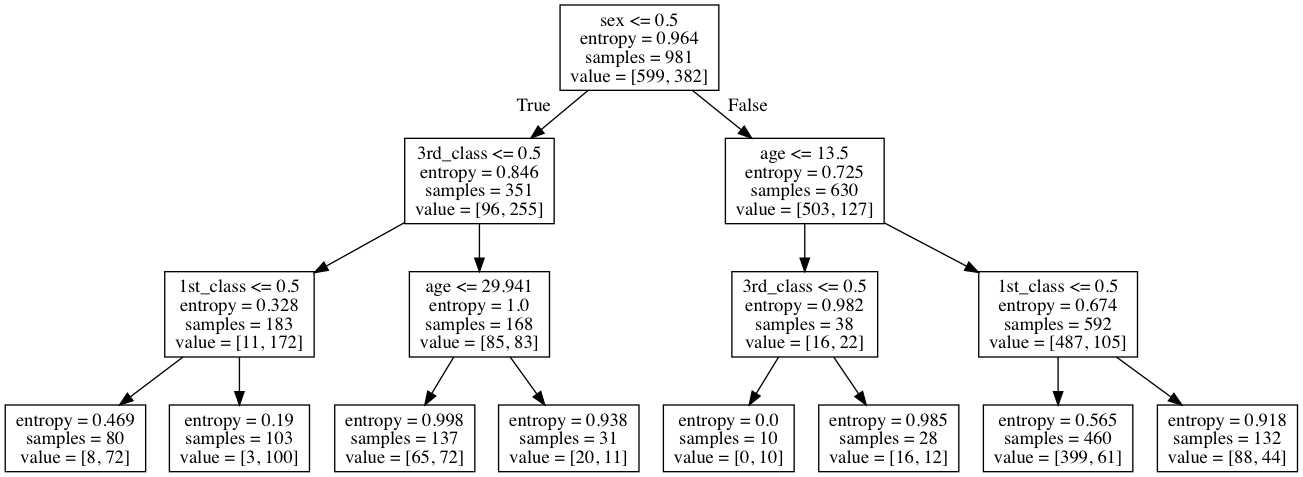 sex <= 0.5
entropy = 0.964
samples = 981
value = [599, 382]
True
False
3rd_class <= 0.5
entropy = 0.846
samples = 351
value = [96, 255]
age <= 13.5
entropy = 0.725
samples = 630
value = [503, 127]
1st_class <= 0.5
entropy = 0.328
samples = 183
value = [11, 172]
age <= 29.941
entropy = 1.0
samples = 168
value = [85, 83]
3rd_class <= 0.5
entropy = 0.982
samples = 38
value = [16, 22]
1st_class <= 0.5
entropy = 0.674
samples = 592
value = [487, 105]
entropy = 0.469
samples = 80
value = [8, 72]
entropy = 0.19
samples = 103
value = [3, 100]
entropy = 0.998
samples = 137
value = [65, 72]
entropy = 0.938
samples = 31
value = [20, 11]
entropy = 0.0
samples = 10
value = [0, 10]
entropy = 0.985
samples = 28
value = [16, 12]
entropy = 0.565
samples = 460
value = [399, 61]
entropy = 0.918
samples = 132
value = [88, 44]